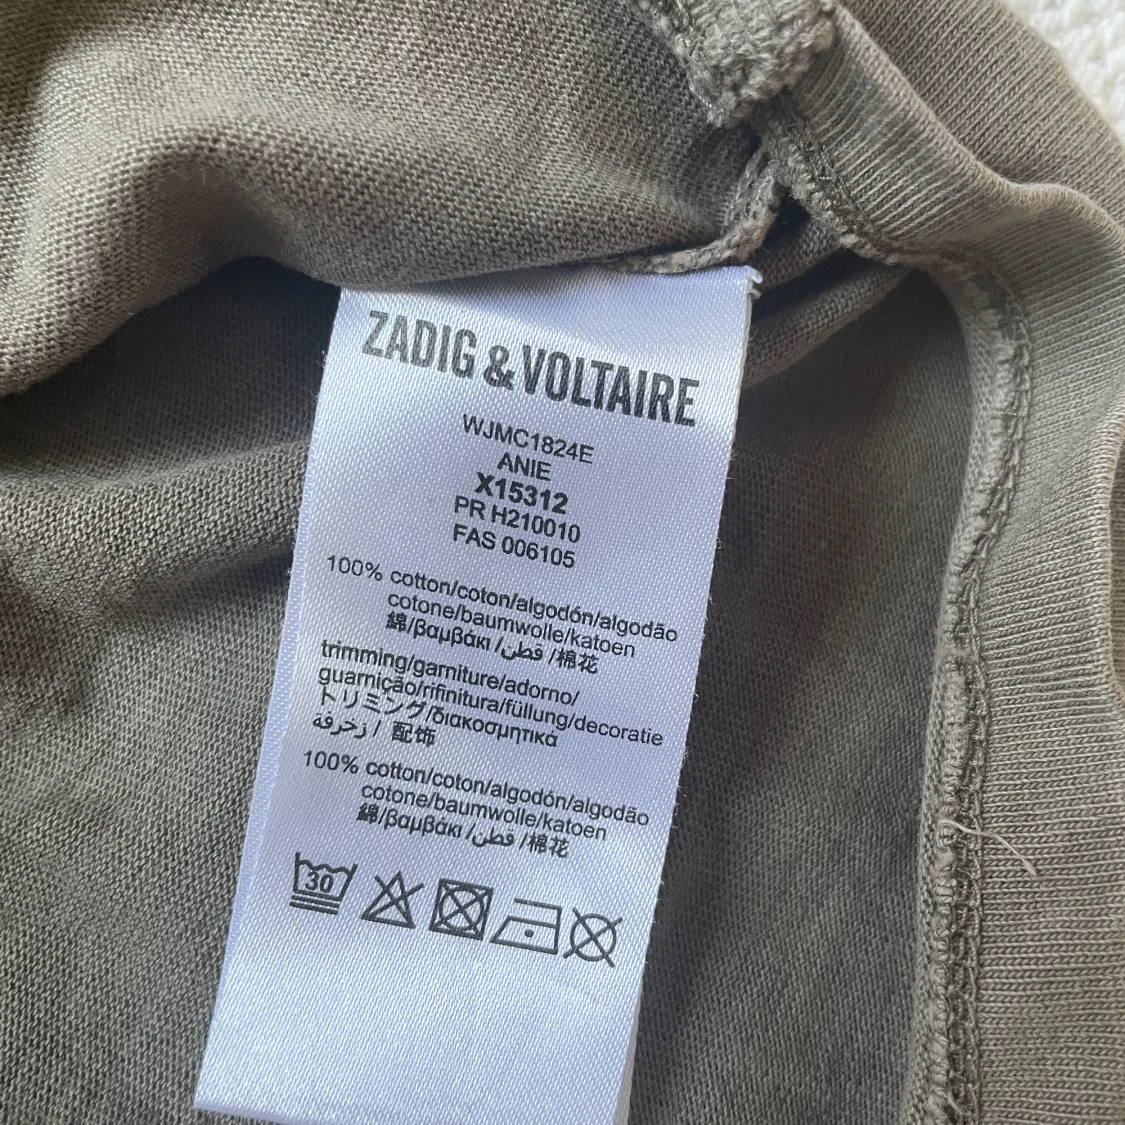 ZADIG & VOLTAIRE
WJMC1824E
ANIE
X15312
PR H210010
FAS 006105
100% cotton/coton/algodón/algodão
cotone/baumwolle/katoen
綿/βαμβάκι /قطن /棉花
trimming/garniture/adorno/
guarnição/rifinitura/füllung/decoratie
トリミング/διακοσμητικά
زخرفة / 配饰
100% cotton/coton/algodón/algodão
cotone/baumwolle/katoen
綿/βαμβάκι /قطن /棉花
30